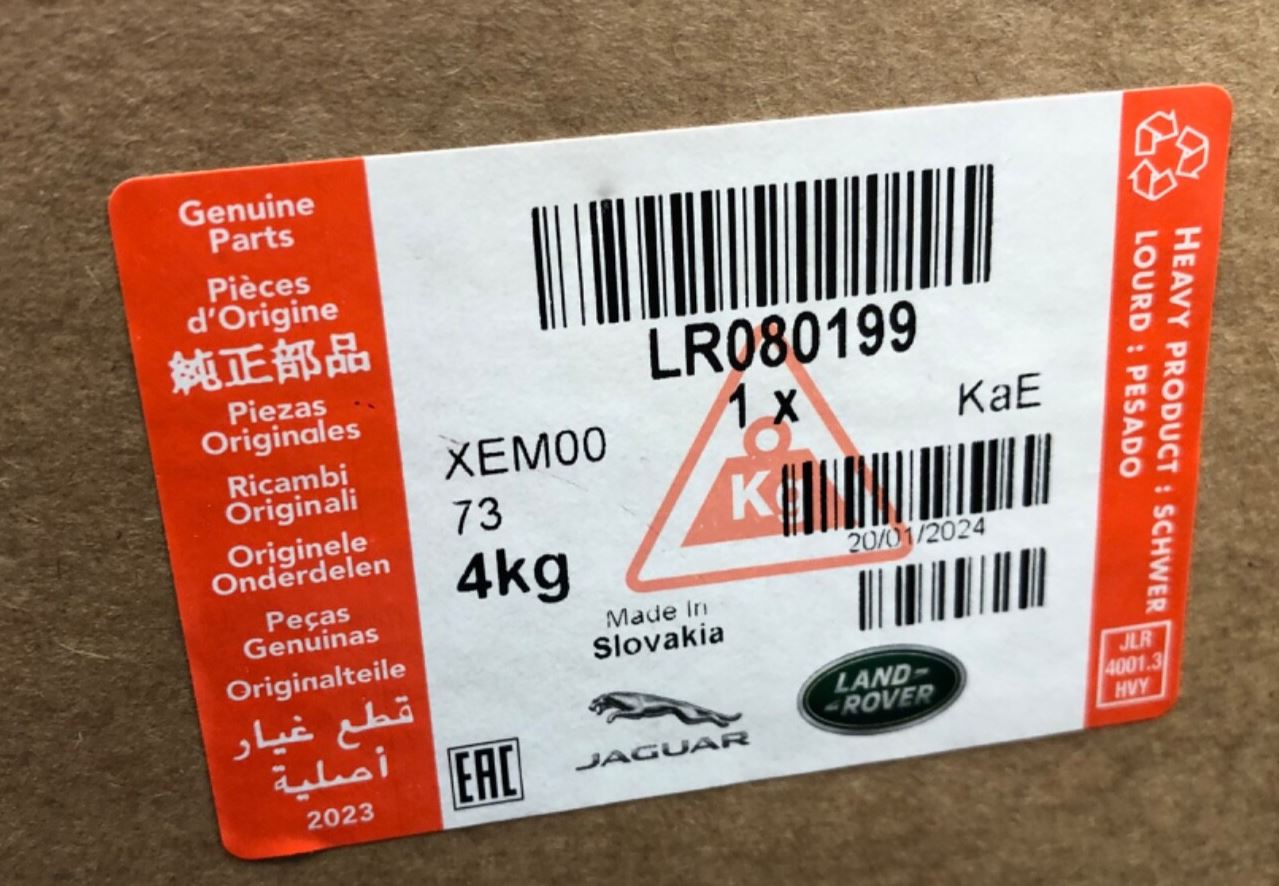 Genuine
Parts
Pièces
d'Origine
純正部品
Piezas
Originales
Ricambi
Originali
Originele
Onderdelen
Peças
Genuinas
Originalteile
قطع غيار
أصلية
2023
LR080199
1 x
KaE
XEM00
73
4kg
Kg
20/01/2024
Made In
Slovakia
EAC
JAGUAR
LAND-
-ROVER
HEAVY PRODUCT : SCHWER
LOURD : PESADO
JLR
4001.3
HVY